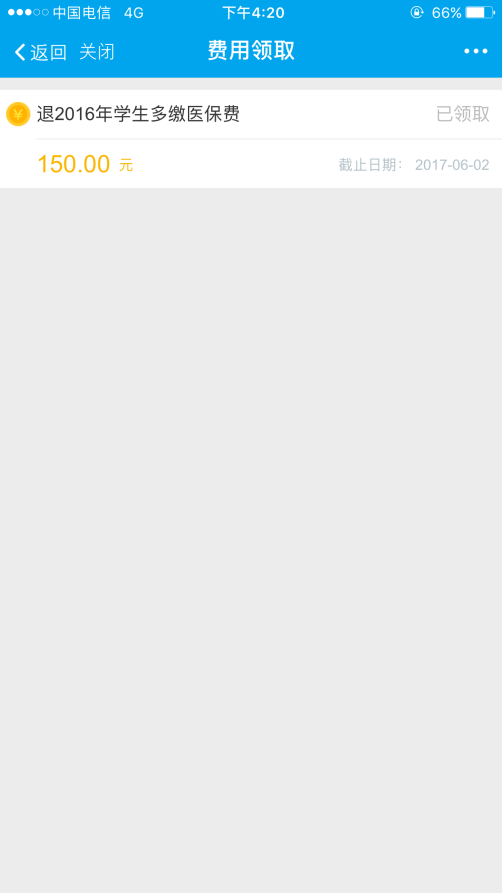 中国电信 4G 下午4:20 66%
返回 关闭 费用领取
退2016年学生多缴医保费 已领取
150.00 元 截止日期： 2017-06-02